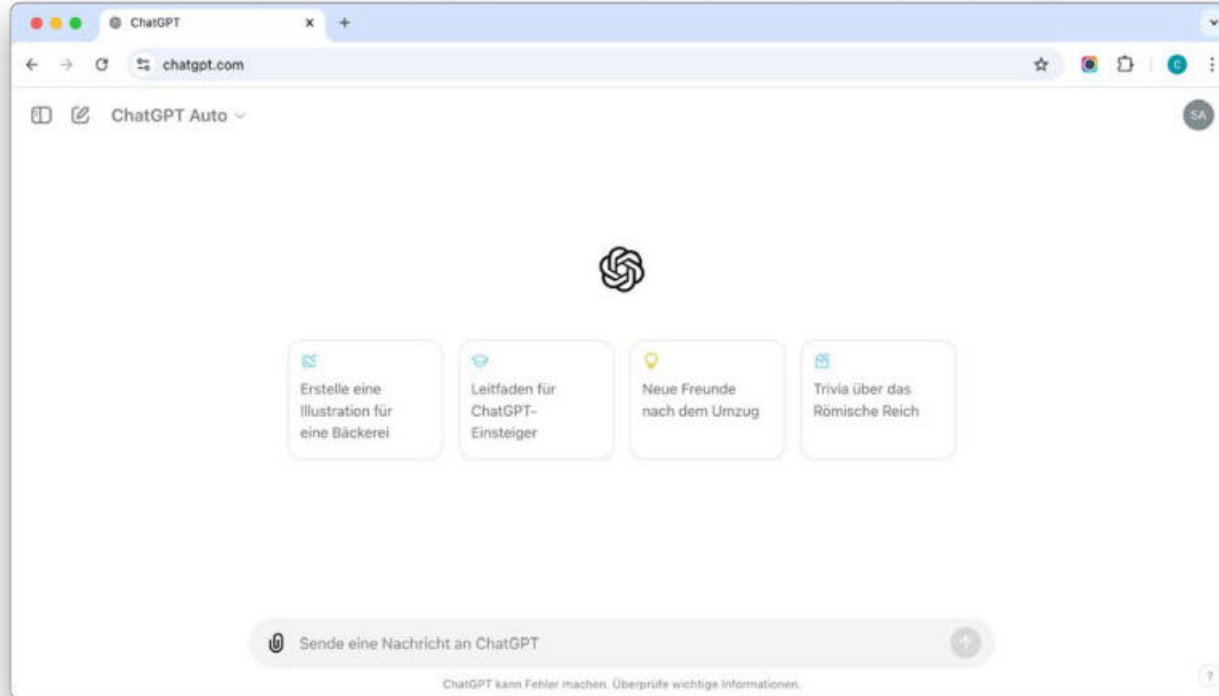 ChatGPT
chatgpt.com
C
ChatGPT Auto
SA
Erstelle eine
Illustration für
eine Bäckerei
Leitfaden für
ChatGPT-
Einsteiger
Neue Freunde
nach dem Umzug
Trivia über das
Römische Reich
Sende eine Nachricht an ChatGPT
ChatGPT kann Fehler machen. Überprüfe wichtige Informationen.
?